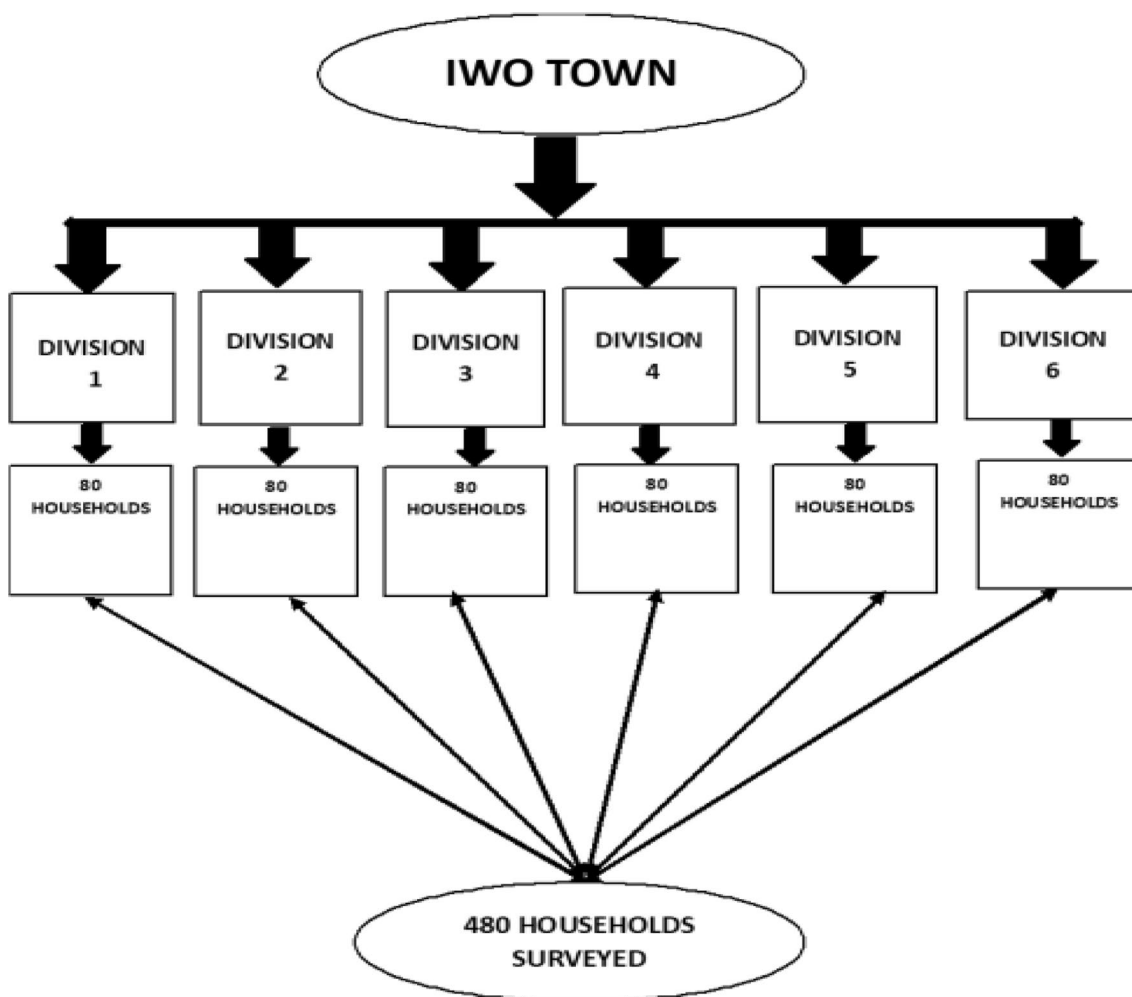 IWO TOWN
DIVISION
1
DIVISION
2
DIVISION
3
DIVISION
4
DIVISION
5
DIVISION
6
80
HOUSEHOLDS
80
HOUSEHOLDS
80
HOUSEHOLDS
80
HOUSEHOLDS
80
HOUSEHOLDS
80
HOUSEHOLDS
480 HOUSEHOLDS
SURVEYED